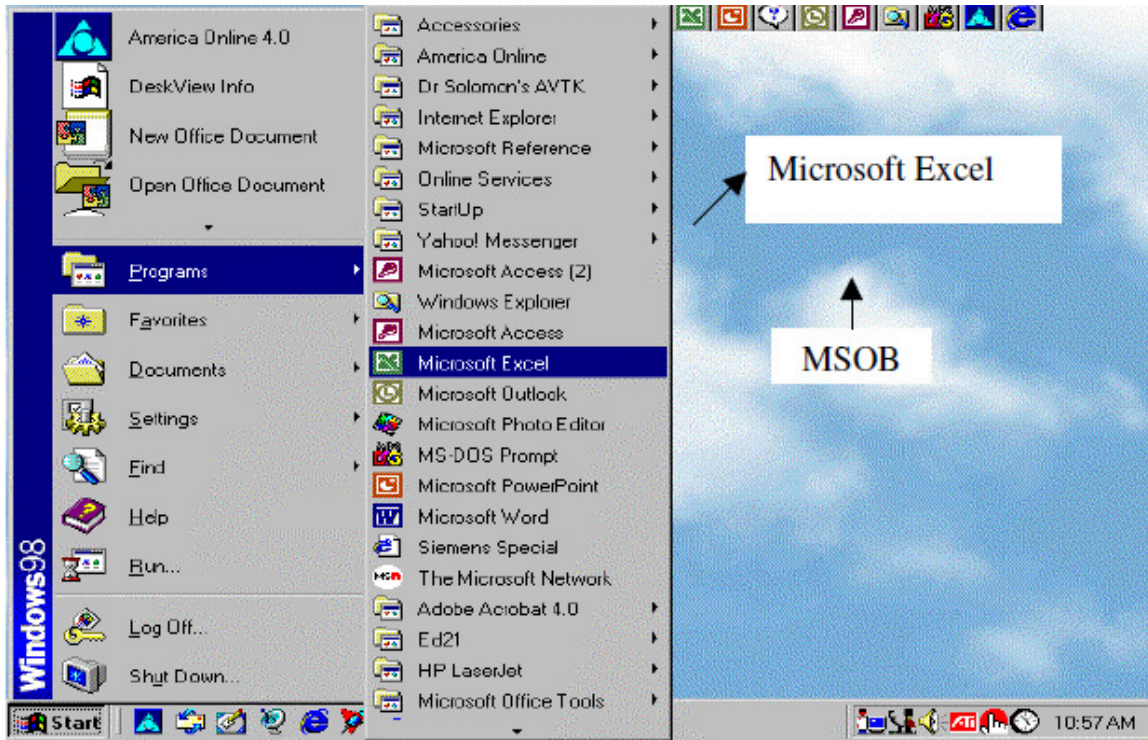 America Online 4.0
DeskView Info
New Office Document
Open Office Document
Programs
Favorites
Documents
Settings
Find
Help
Run...
Log Off...
Shut Down...
Windows98
Accessories
America Online
Dr Solomon's AVTK
Internet Explorer
Microsoft Reference
Online Services
StartUp
Yahoo! Messenger
Microsoft Access (2)
Windows Explorer
Microsoft Access
Microsoft Excel
Microsoft Outlook
Microsoft Photo Editor
MS-DOS Prompt
Microsoft PowerPoint
Microsoft Word
Siemens Special
The Microsoft Network
Adobe Acrobat 4.0
Ed21
HP LaserJet
Microsoft Office Tools
Microsoft Excel
MSOB
Start
ATI
10:57 AM